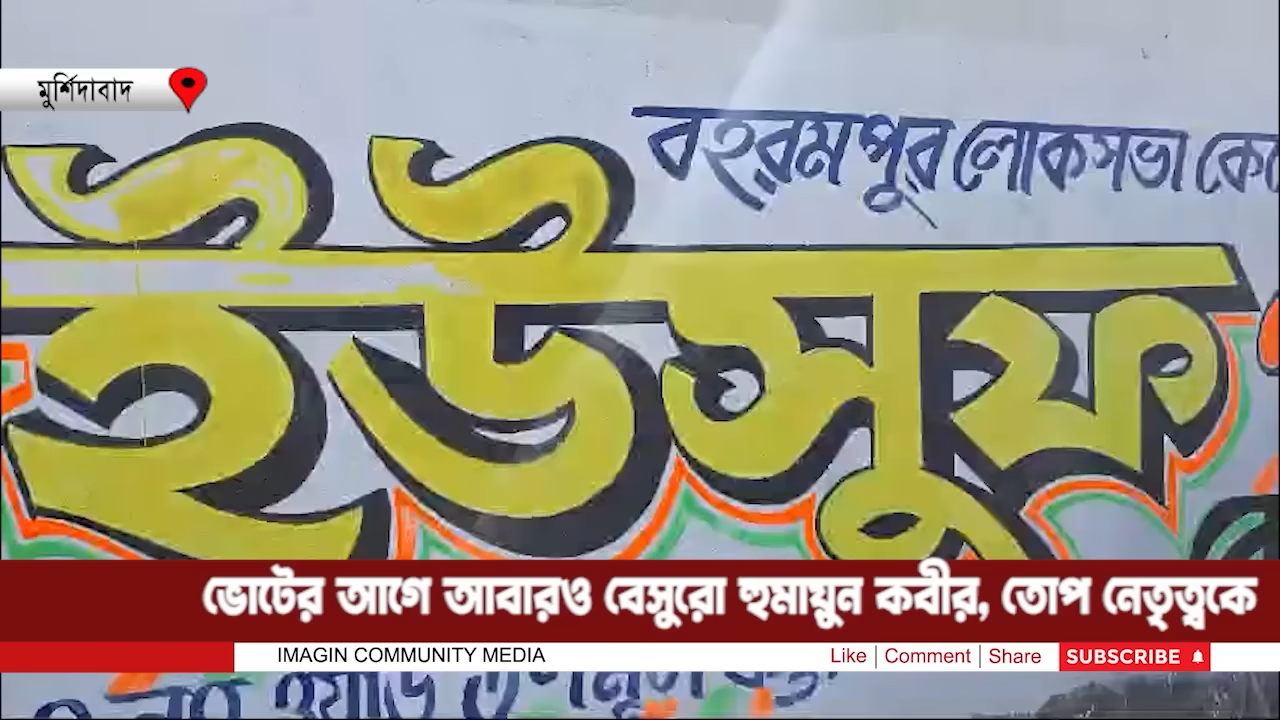 মুর্শিদাবাদ
বহরমপুর লোকসভা
ইউসুফ
ভোটের আগে আবারও বেসুরো হুমায়ুন কবীর, তোপ নেতৃত্বকে
IMAGIN COMMUNITY MEDIA
Like | Comment | Share SUBSCRIBE